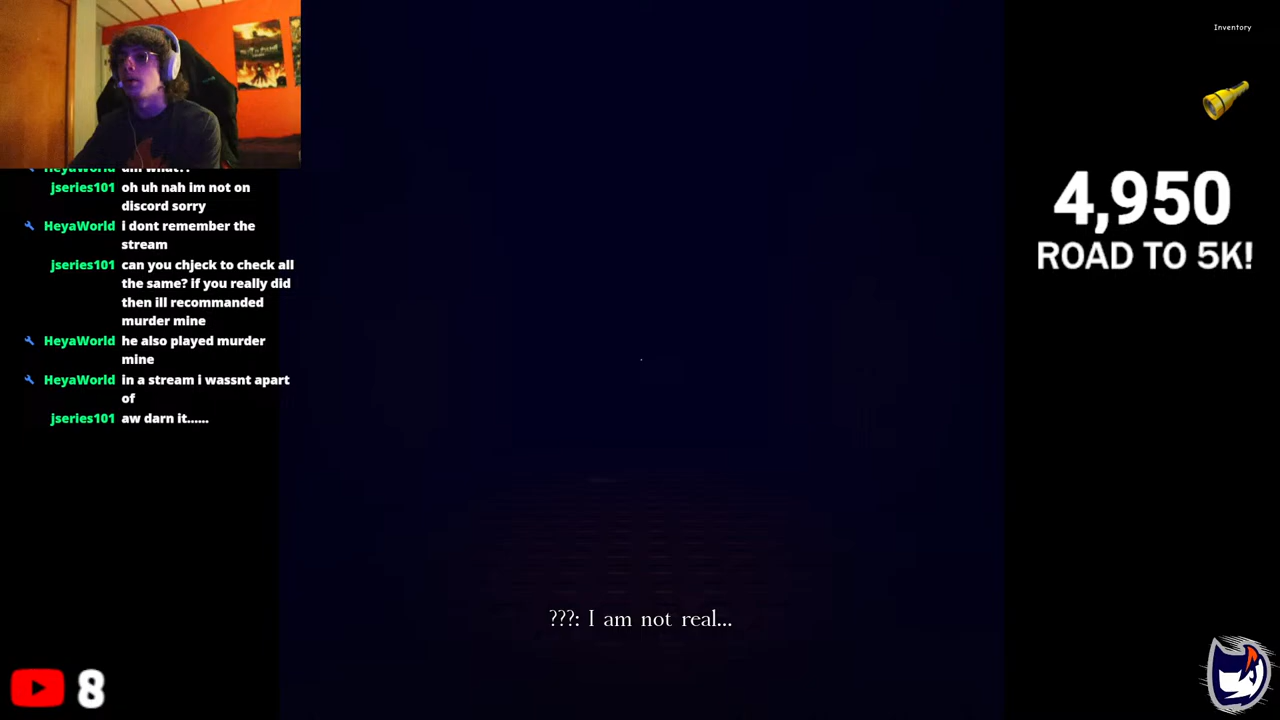 Inventory
HeyaWorld
jseries101 oh uh nah im not on
discord sorry
HeyaWorld i dont remember the
stream
jseries101 can you chjeck to check all
the same? if you really did
then ill recommanded
murder mine
HeyaWorld he also played murder
mine
HeyaWorld in a stream i wassnt apart
of
jseries101 aw darn it......
4,950
ROAD TO 5K!
???: I am not real...
8